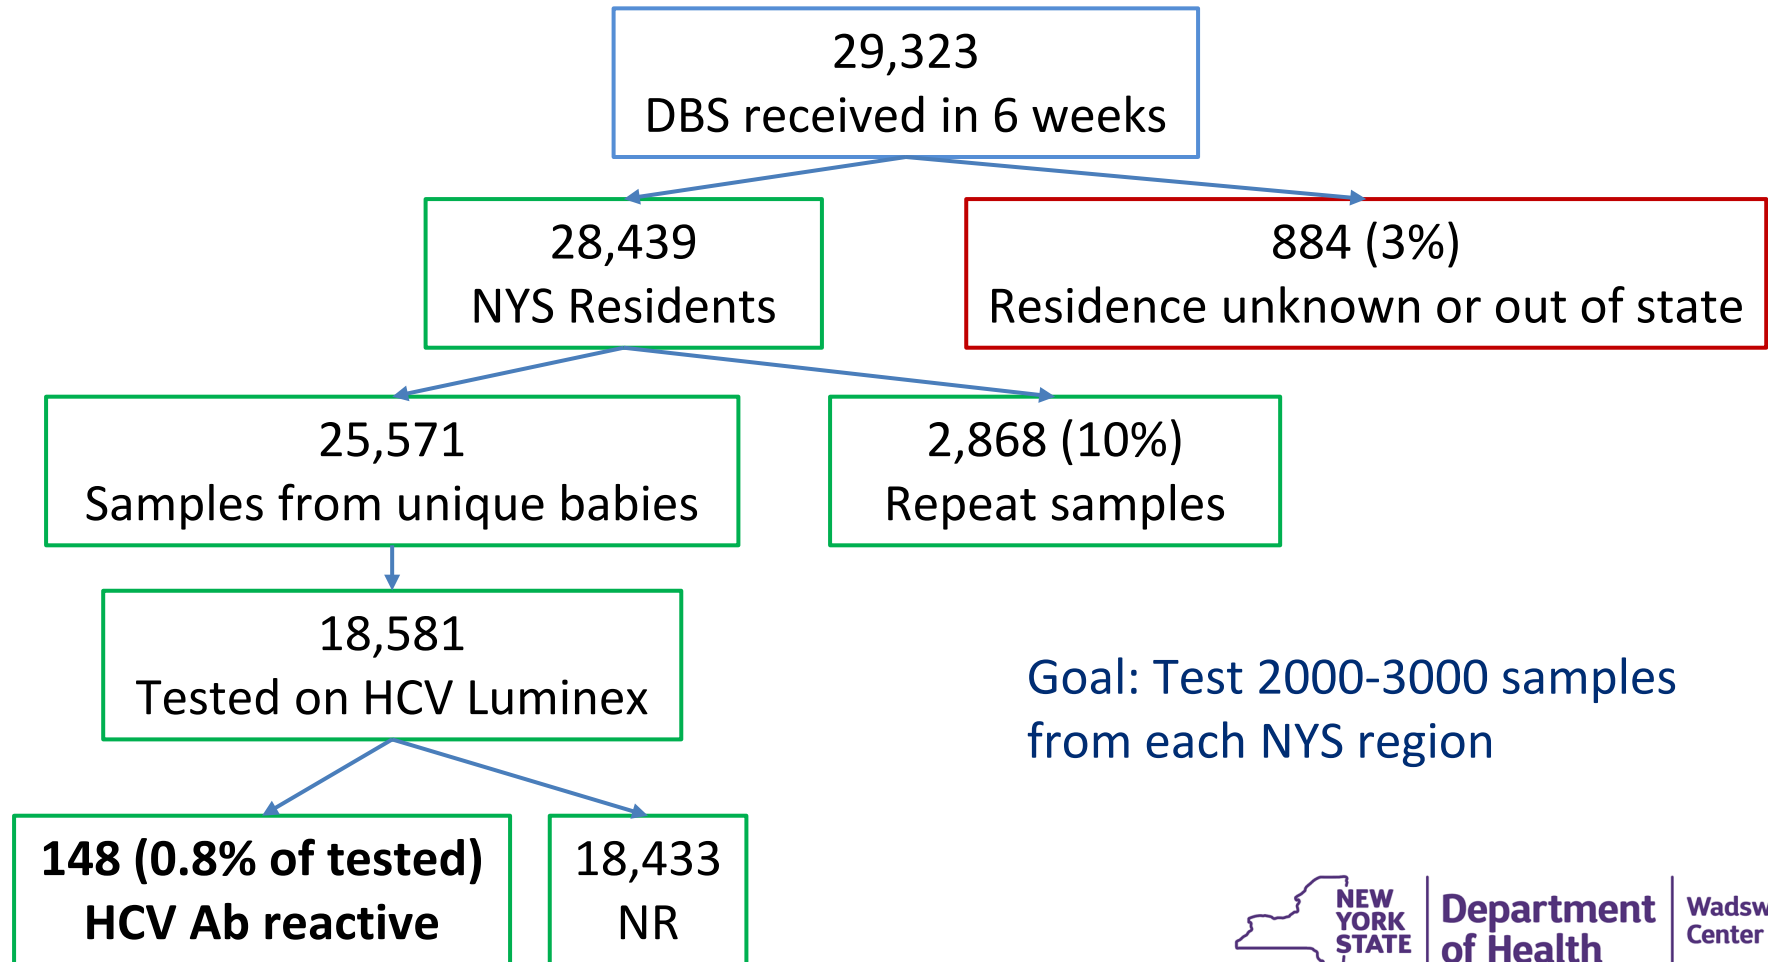 29,323
DBS received in 6 weeks
28,439
NYS Residents
884 (3%)
Residence unknown or out of state
25,571
Samples from unique babies
2,868 (10%)
Repeat samples
18,581
Tested on HCV Luminex
Goal: Test 2000-3000 samples
from each NYS region
148 (0.8% of tested)
HCV Ab reactive
18,433
NR
NEW
YORK
STATE
Department
of Health
Center